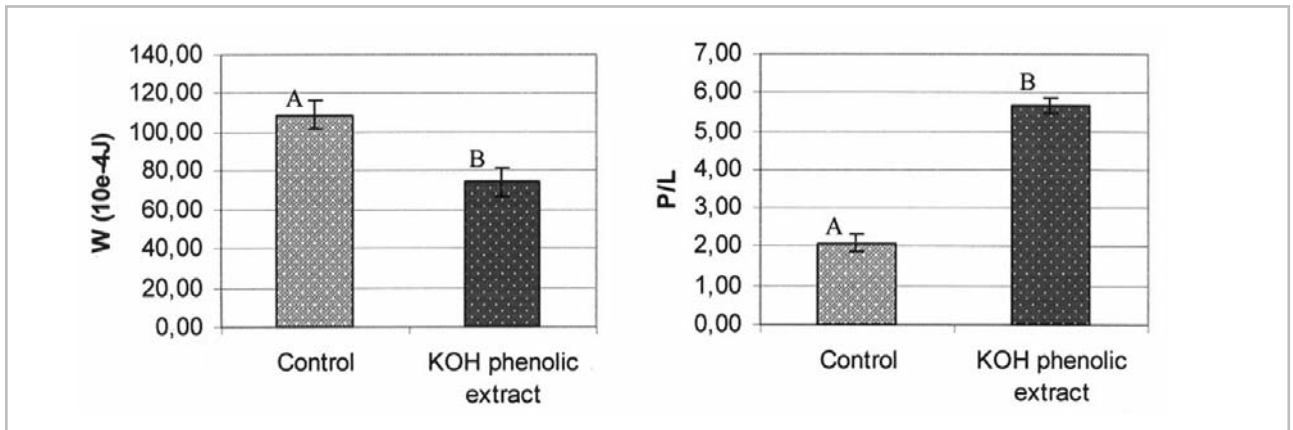 140,00
120,00
100,00
80,00
60,00
40,00
20,00
0,00
W (10e-4J)
A
B
Control
KOH phenolic
extract
7,00
6,00
5,00
4,00
3,00
2,00
1,00
0,00
P/L
A
B
Control
KOH phenolic
extract